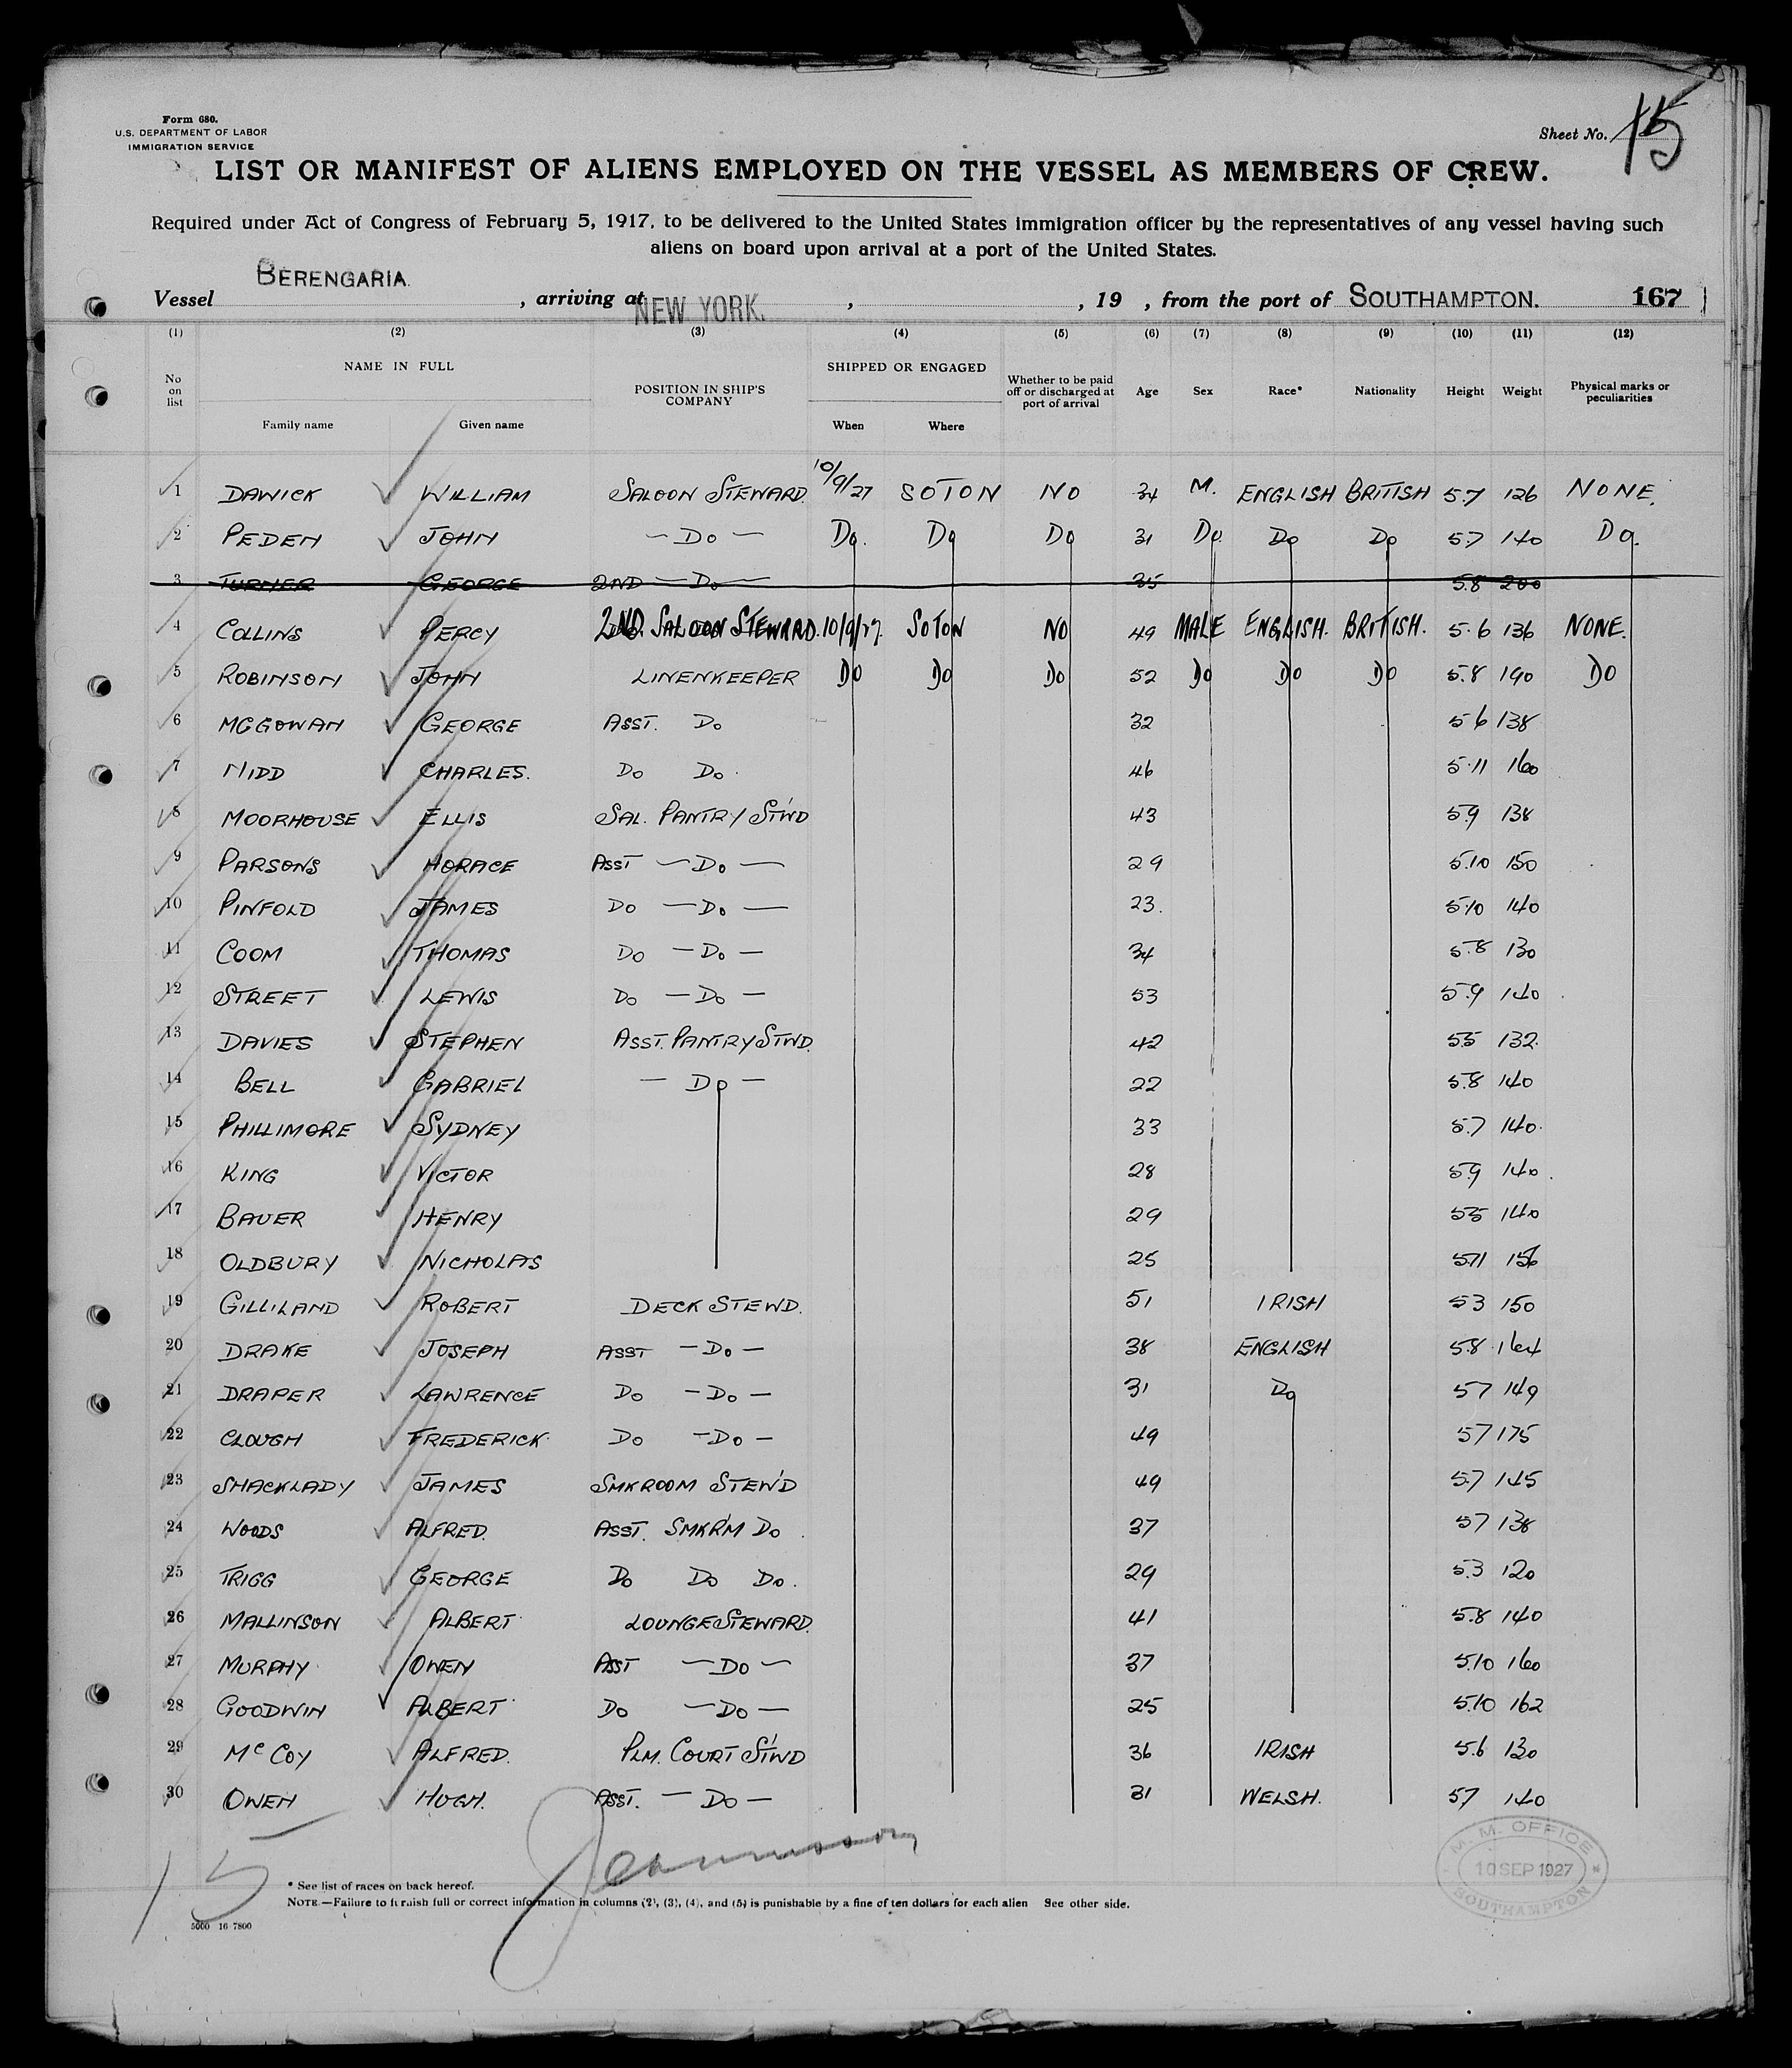 Form 680.
U.S. DEPARTMENT OF LABOR
IMMIGRATION SERVICE
Sheet No. 15
LIST OR MANIFEST OF ALIENS EMPLOYED ON THE VESSEL AS MEMBERS OF CREW.
Required under Act of Congress of February 5, 1917, to be delivered to the United States immigration officer by the representatives of any vessel having such
aliens on board upon arrival at a port of the United States.
Vessel BERENGARIA. , arriving at NEW YORK. , , 19 , from the port of SOUTHAMPTON. 167
(1) (2) (3) (4) (5) (6) (7) (8) (9) (10) (11) (12)
No on list NAME IN FULL Family name Given name POSITION IN SHIP'S COMPANY SHIPPED OR ENGAGED When Where Whether to be paid off or discharged at port of arrival Age Sex Race* Nationality Height Weight Physical marks or peculiarities
1 DAWICK WILLIAM SALOON STEWARD. 10/9/27 SOTON NO 34 M. ENGLISH BRITISH 5.7 126 NONE.
2 PEDEN JOHN — DO — DO. DO DO 31 DO DO DO 5.7 140 DO.
3 TURNER GEORGE 2ND — DO — 35 5.8 200
4 COLLINS PERCY 2ND. SALOON STEWARD. 10/9/27. SOTON NO 49 MALE ENGLISH. BRITISH. 5.6 136 NONE.
5 ROBINSON JOHN LINENKEEPER DO DO DO 52 DO DO DO 5.8 190 DO
6 MCGOWAN GEORGE ASST. DO 32 5.6 138
7 NIDD CHARLES. DO DO. 46 5.11 160
8 MOORHOUSE ELLIS SAL. PANTRY ST'WD 43 5.9 138
9 PARSONS HORACE ASST — DO — 29 5.10 150
10 PINFOLD JAMES DO — DO — 23. 5.10 140
11 COOM THOMAS DO — DO — 34 5.8 130
12 STREET LEWIS DO — DO — 53 5.9 140
13 DAVIES STEPHEN ASST. PANTRY STWD. 42 5.5 132.
14 BELL GABRIEL — DO — 22 5.8 140
15 PHILLIMORE SYDNEY 33 5.7 140.
16 KING VICTOR 28 5.9 140.
17 BAUER HENRY 29 5.5 140
18 OLDBURY NICHOLAS 25 5.11 156
19 GILLILAND ROBERT DECK STEWD. 51 IRISH 5.3 150
20 DRAKE JOSEPH ASST — DO — 38 ENGLISH 5.8 164
21 DRAPER LAWRENCE DO — DO — 31 DO 5.7 149
22 CLOUGH FREDERICK. DO — DO — 49 5.7 175
23 SHACKLADY JAMES SMKROOM STEW'D 49 5.7 145
24 WOODS ALFRED. ASST. SMKR'M DO 37 5.7 138
25 TRIGG GEORGE DO DO DO. 29 5.3 120
26 MALLINSON ALBERT LOUNGE STEWARD. 41 5.8 140
27 MURPHY OWEN ASST — DO — 37 5.10 160
28 GOODWIN ALBERT DO — DO — 25 5.10 162
29 McCOY ALFRED. PLM. COURT ST'WD 36 IRISH 5.6 130
30 OWEN HUGH. ASST. — DO — 31 WELSH. 5.7 140
15
M. M. OFFICE
10 SEP 1927
SOUTHAMPTON
* See list of races on back hereof.
NOTE.—Failure to furnish full or correct information in columns (2), (3), (4), and (5) is punishable by a fine of ten dollars for each alien See other side.
5000 16 7800